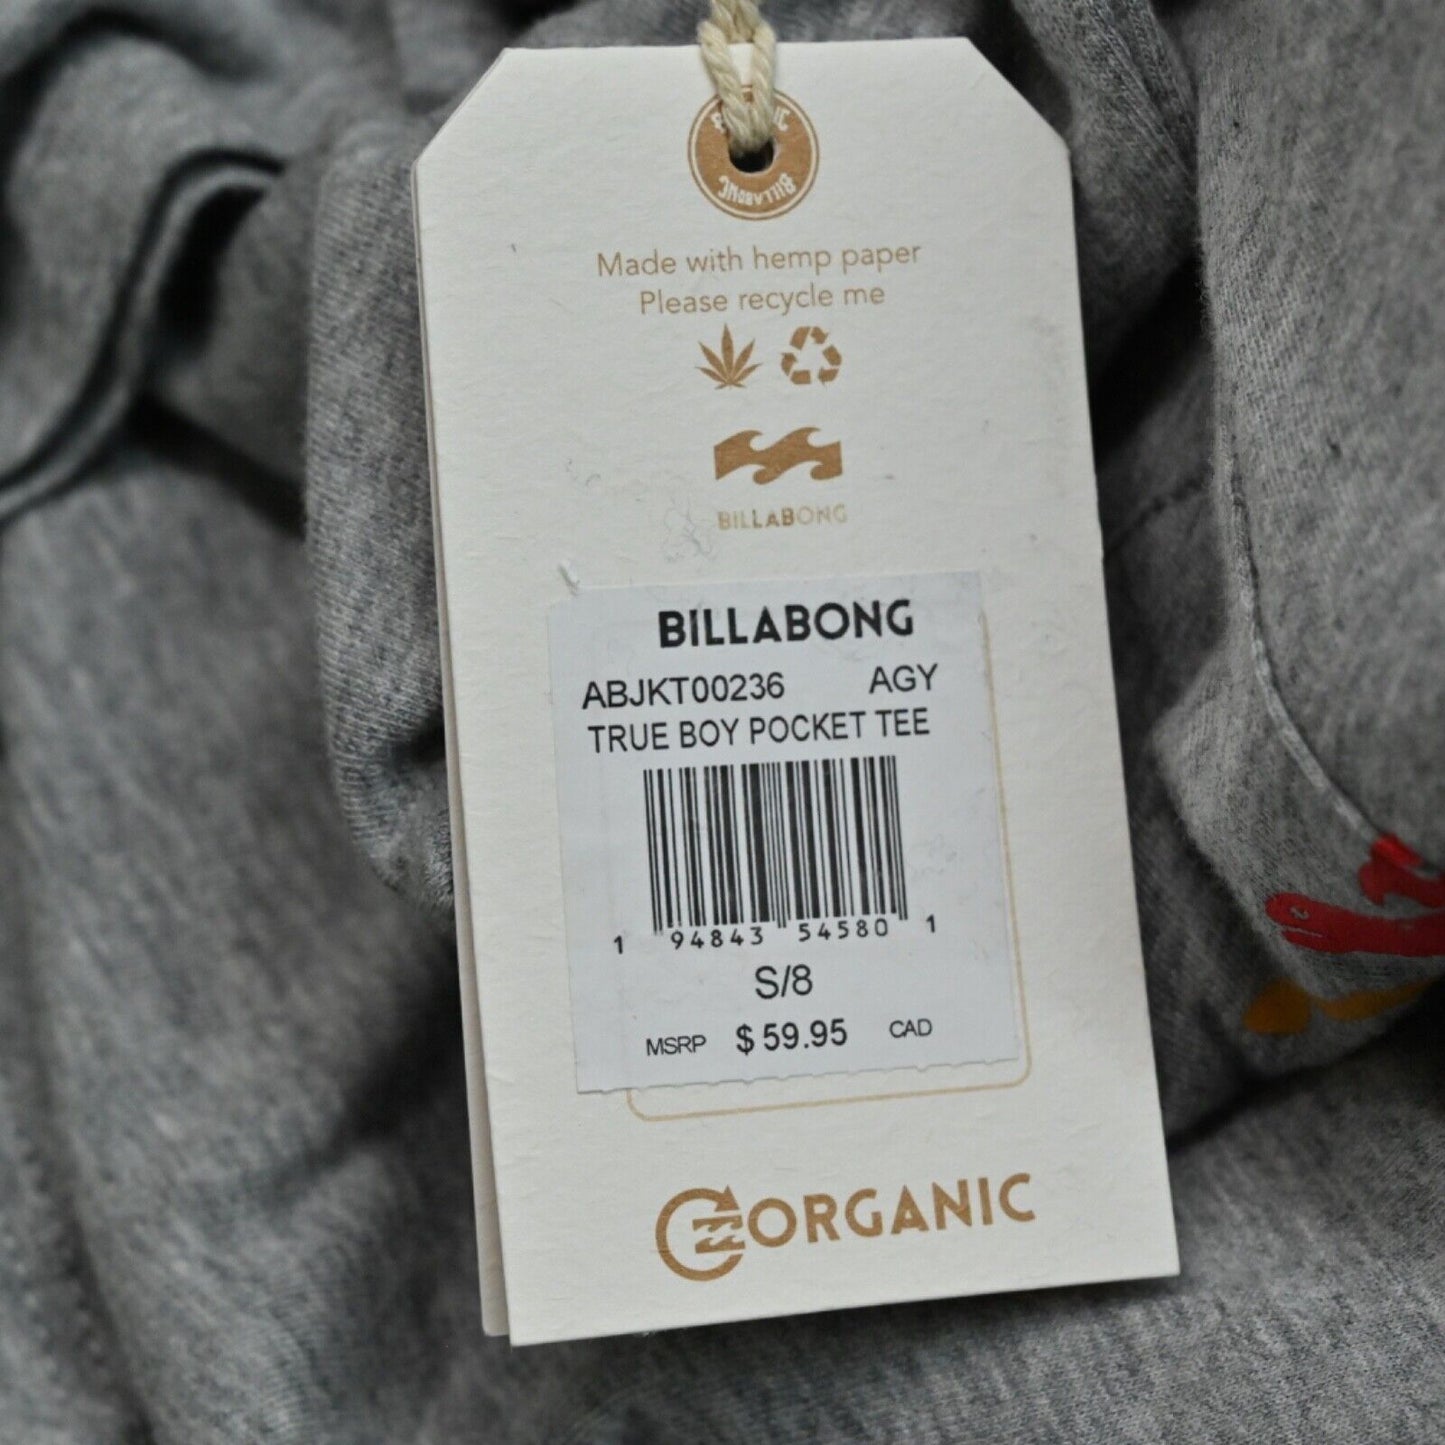 BILLABONG
Made with hemp paper
Please recycle me
BILLABONG
BILLABONG
ABJKT00236 AGY
TRUE BOY POCKET TEE
1 94843 54580 1
S/8
MSRP $ 59.95 CAD
ORGANIC